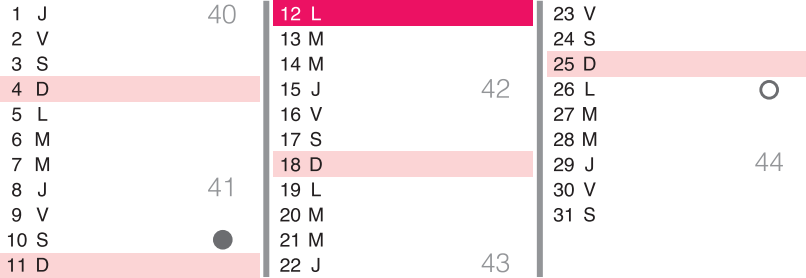 1 J 40
2 V
3 S
4 D
5 L
6 M
7 M
8 J 41
9 V
10 S
11 D
12 L
13 M
14 M
15 J 42
16 V
17 S
18 D
19 L
20 M
21 M
22 J 43
23 V
24 S
25 D
26 L
27 M
28 M
29 J 44
30 V
31 S